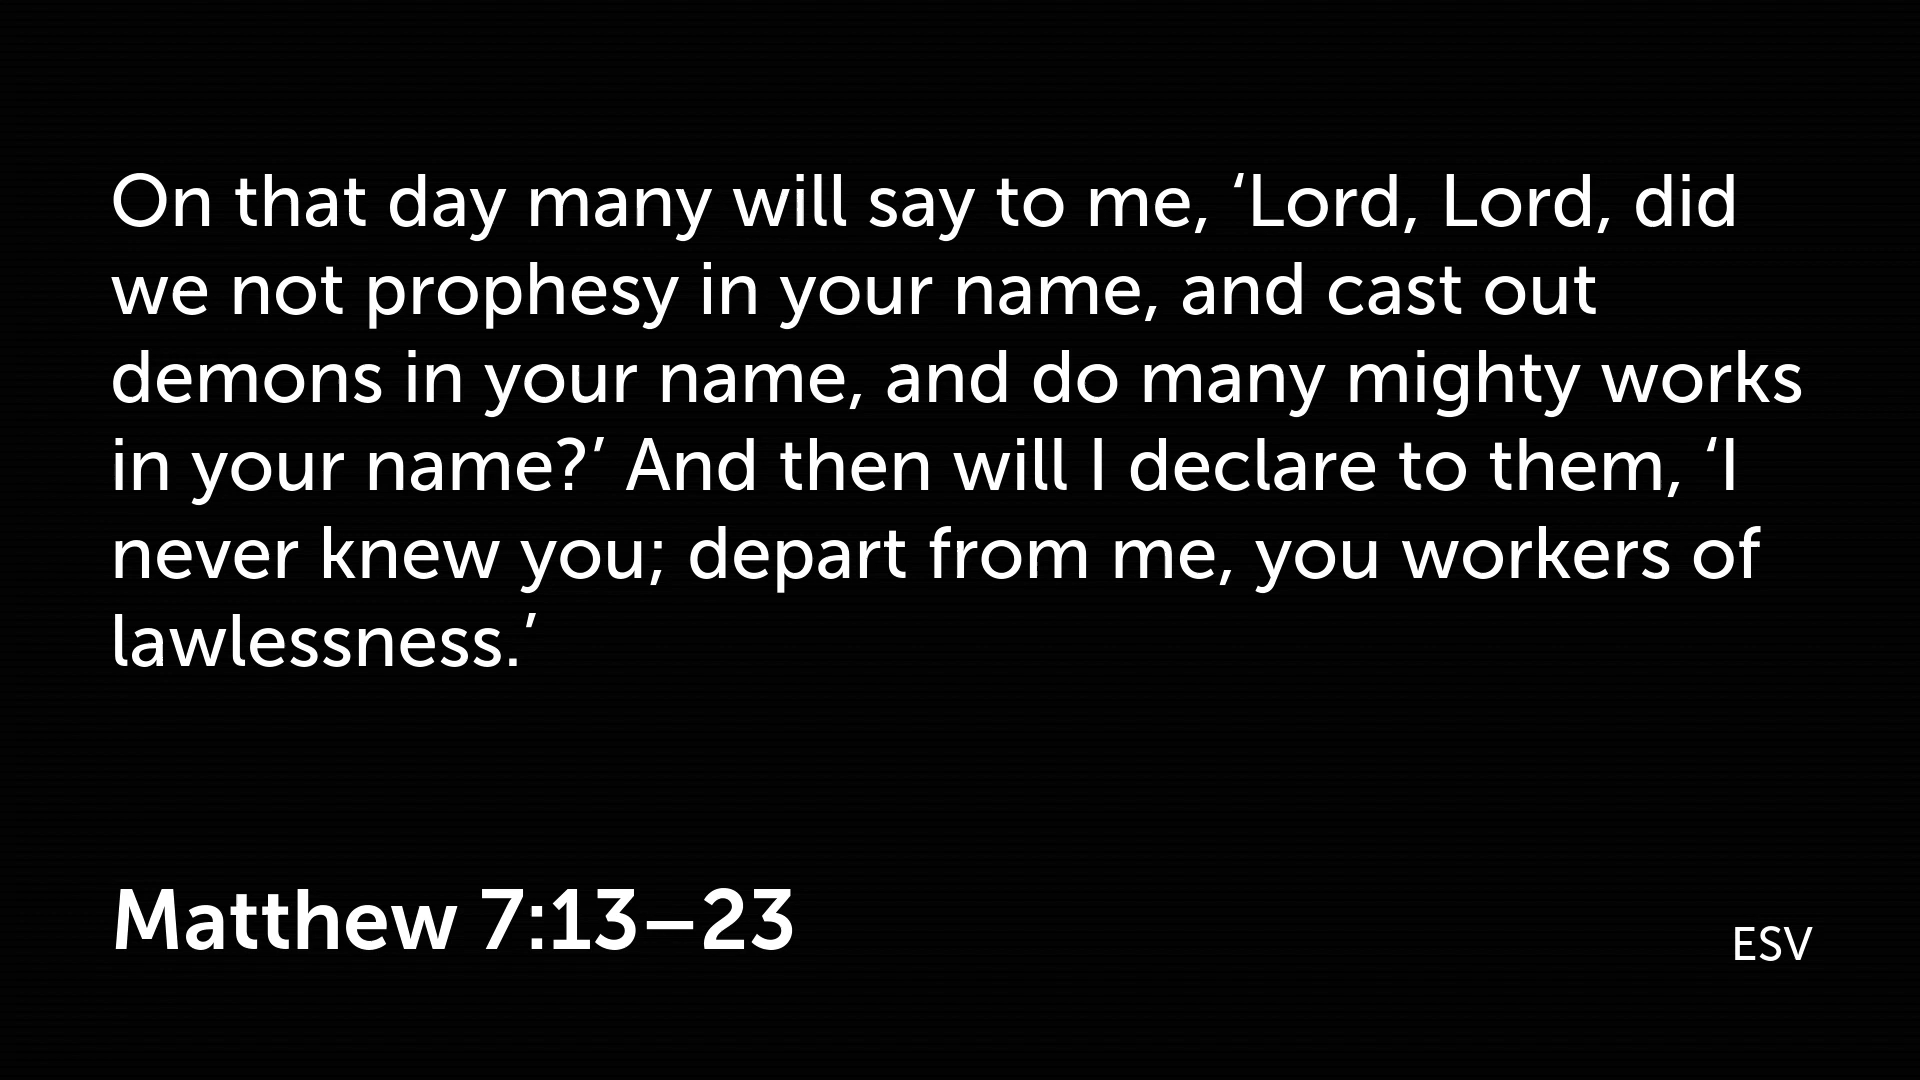 On that day many will say to me, ‘Lord, Lord, did
we not prophesy in your name, and cast out
demons in your name, and do many mighty works
in your name?’ And then will I declare to them, ‘I
never knew you; depart from me, you workers of
lawlessness.’
Matthew 7:13–23
ESV